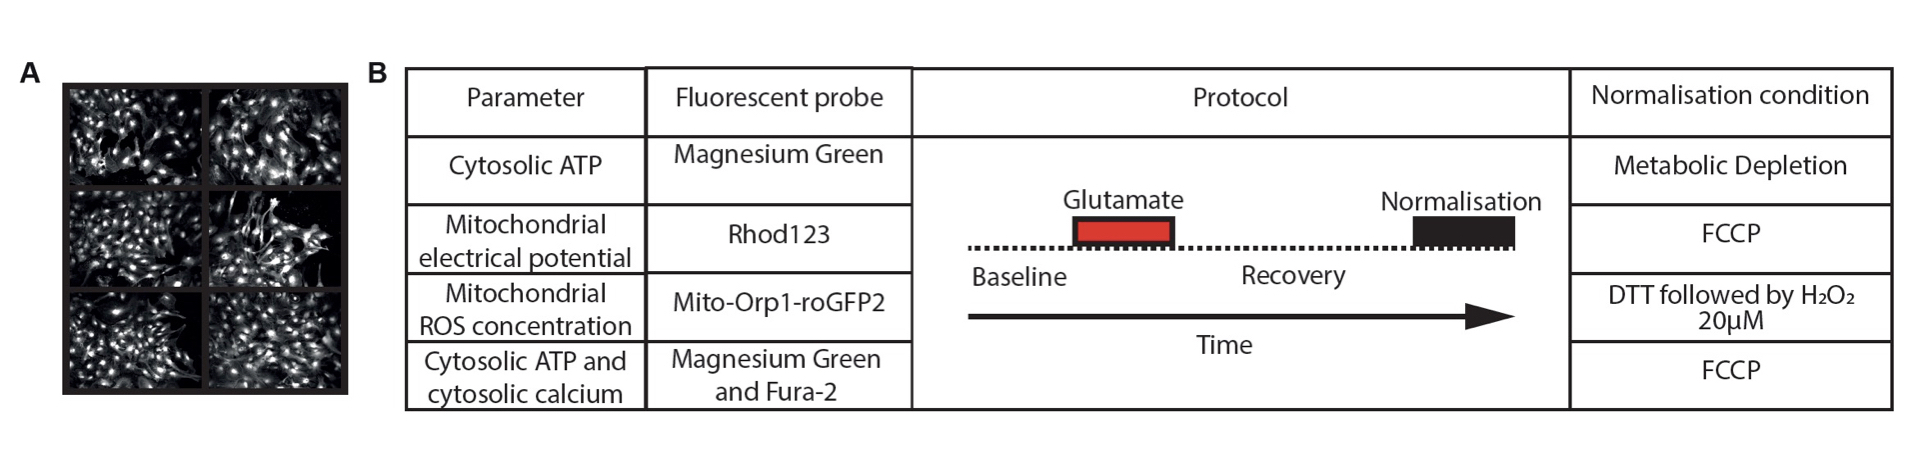 A
B
Parameter
Fluorescent probe
Protocol
Normalisation condition
Cytosolic ATP
Magnesium Green
Metabolic Depletion
Mitochondrial
electrical potential
Rhod123
FCCP
Mitochondrial
ROS concentration
Mito-Orp1-roGFP2
DTT followed by H₂O₂
20µM
Cytosolic ATP and
cytosolic calcium
Magnesium Green
and Fura-2
FCCP
Glutamate
Normalisation
Baseline
Recovery
Time